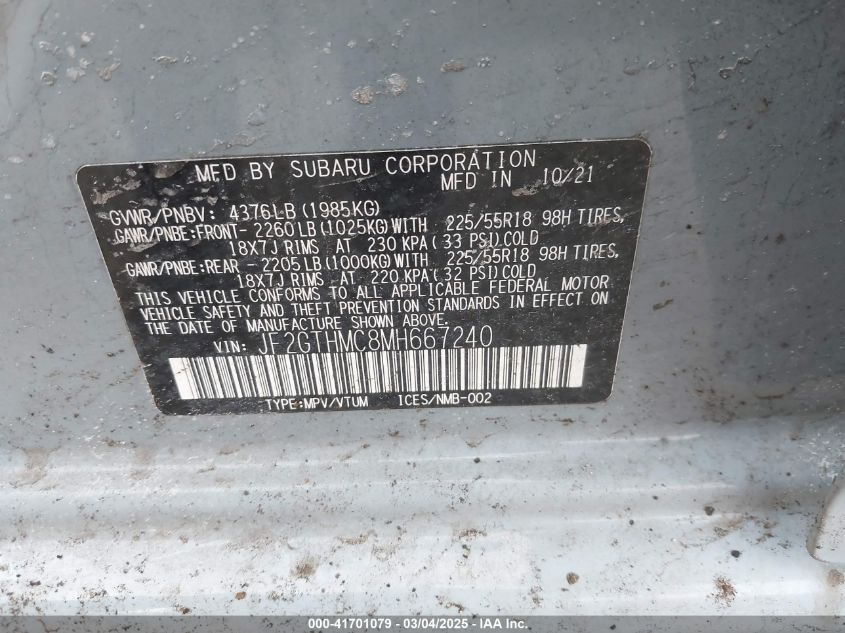 MFD BY SUBARU CORPORATION
MFD IN 10/21
GVWR/PNBV: 4376LB (1985KG)
GAWR/PNBE:FRONT- 2260 LB (1025KG) WITH 225/55R18 98H TIRES,
18X7J RIMS AT 230 KPA( 33 PSI) COLD
GAWR/PNBE:REAR - 2205 LB (1000KG) WITH 225/55R18 98H TIRES,
18X7J RIMS AT 220 KPA( 32 PSI) COLD
THIS VEHICLE CONFORMS TO ALL APPLICABLE FEDERAL MOTOR
VEHICLE SAFETY AND THEFT PREVENTION STANDARDS IN EFFECT ON
THE DATE OF MANUFACTURE SHOWN ABOVE.
VIN: JF2GTHMC8MH667240
TYPE:MPV/VTUM ICES/NMB-002
000-41701079 - 03/04/2025 - IAA Inc.